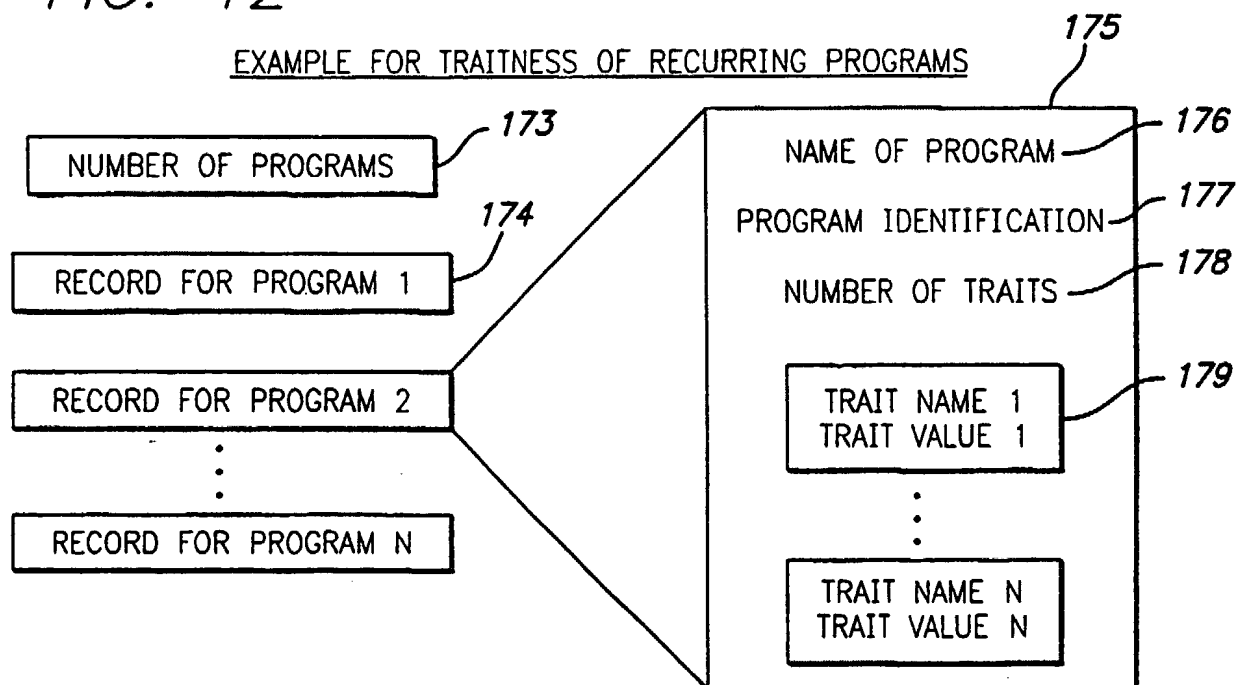 FIG. 12
EXAMPLE FOR TRAITNESS OF RECURRING PROGRAMS
NUMBER OF PROGRAMS
173
RECORD FOR PROGRAM 1
174
RECORD FOR PROGRAM 2
RECORD FOR PROGRAM N
175
NAME OF PROGRAM
176
PROGRAM IDENTIFICATION
177
NUMBER OF TRAITS
178
TRAIT NAME 1
TRAIT VALUE 1
179
TRAIT NAME N
TRAIT VALUE N